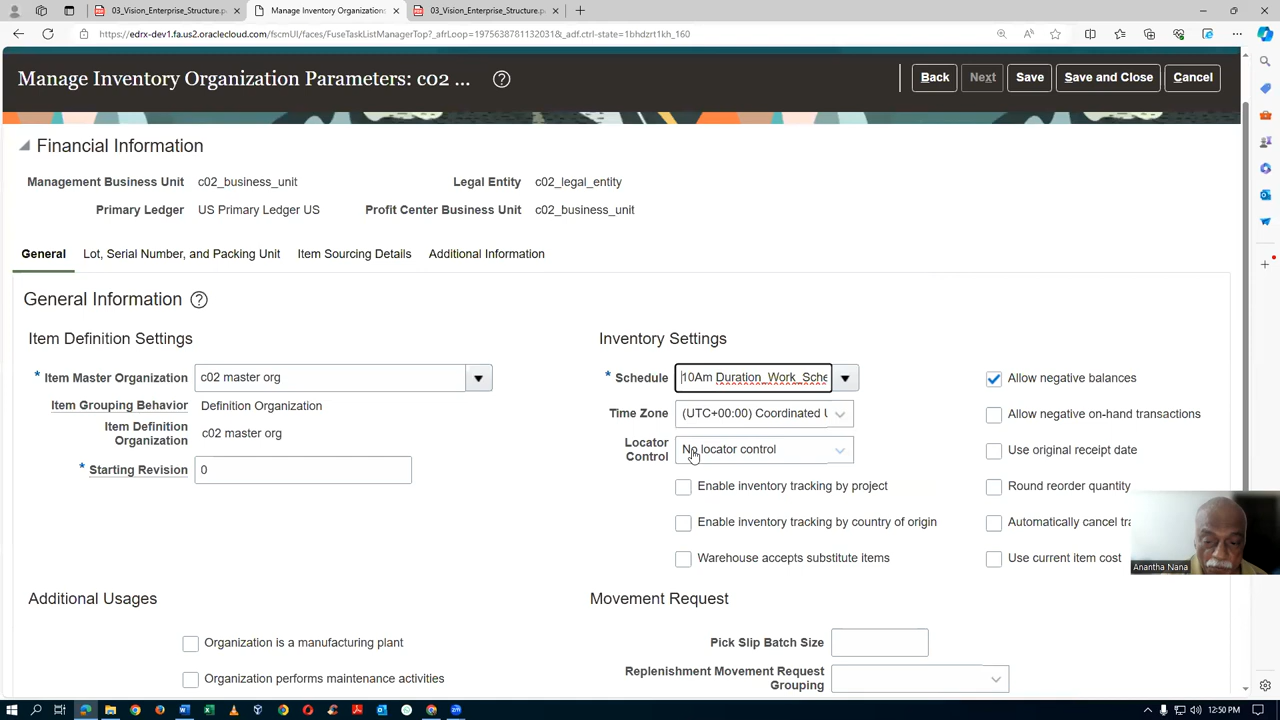 03_Vision_Enterprise_Structure.p
Manage Inventory Organization
03_Vision_Enterprise_Structure.p
https://edrx-dev1.fa.us2.oraclecloud.com/fscmUI/faces/FuseTaskListManagerTop?_afrLoop=1975638781132031&_adf.ctrl-state=1bhdzrt1kh_160
Manage Inventory Organization Parameters: c02 ...
Back Next Save Save and Close Cancel
Financial Information
Management Business Unit c02_business_unit Legal Entity c02_legal_entity
Primary Ledger US Primary Ledger US Profit Center Business Unit c02_business_unit
General Lot, Serial Number, and Packing Unit Item Sourcing Details Additional Information
General Information
Item Definition Settings
* Item Master Organization c02 master org
Item Grouping Behavior Definition Organization
Item Definition Organization c02 master org
* Starting Revision 0
Inventory Settings
* Schedule 10Am Duration_Work_Sche
Time Zone (UTC+00:00) Coordinated U
Locator Control No locator control
Enable inventory tracking by project
Enable inventory tracking by country of origin
Warehouse accepts substitute items
Allow negative balances
Allow negative on-hand transactions
Use original receipt date
Round reorder quantity
Automatically cancel tra
Use current item cost
Anantha Nana
Additional Usages
Organization is a manufacturing plant
Organization performs maintenance activities
Movement Request
Pick Slip Batch Size
Replenishment Movement Request Grouping
12:50 PM